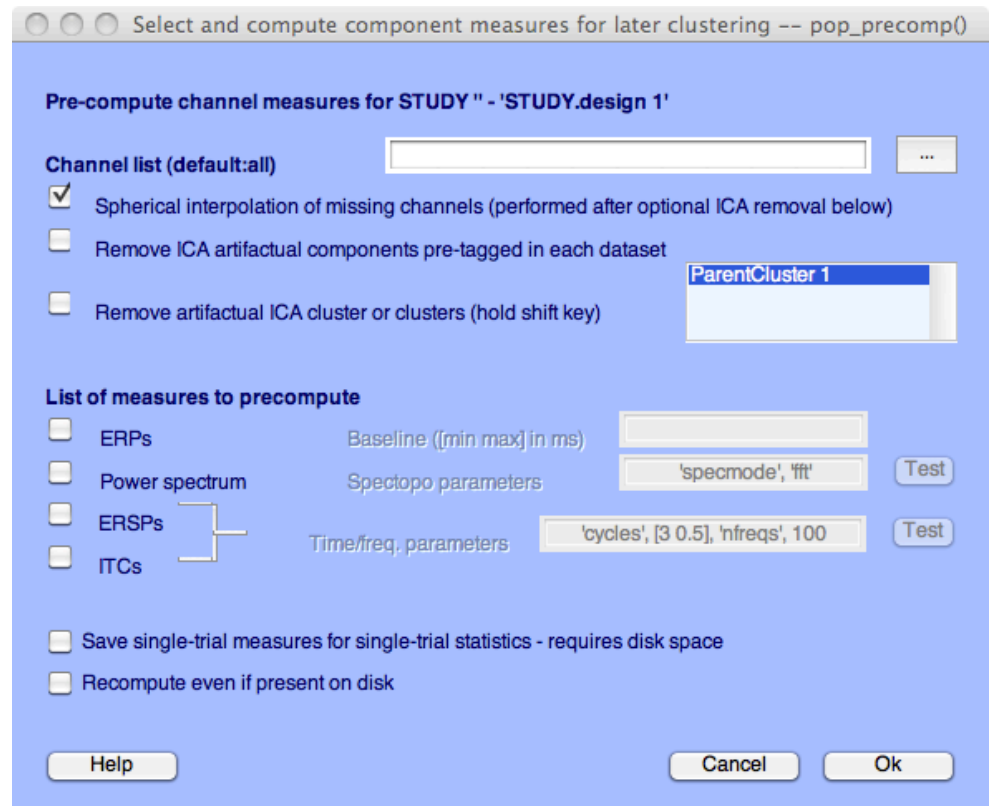 Select and compute component measures for later clustering -- pop_precomp()
Pre-compute channel measures for STUDY '' - 'STUDY.design 1'
Channel list (default:all)
...
Spherical interpolation of missing channels (performed after optional ICA removal below)
Remove ICA artifactual components pre-tagged in each dataset
Remove artifactual ICA cluster or clusters (hold shift key)
ParentCluster 1
List of measures to precompute
ERPs Baseline ([min max] in ms)
Power spectrum Spectopo parameters 'specmode', 'fft' Test
ERSPs
Time/freq. parameters 'cycles', [3 0.5], 'nfreqs', 100 Test
ITCs
Save single-trial measures for single-trial statistics - requires disk space
Recompute even if present on disk
Help Cancel Ok